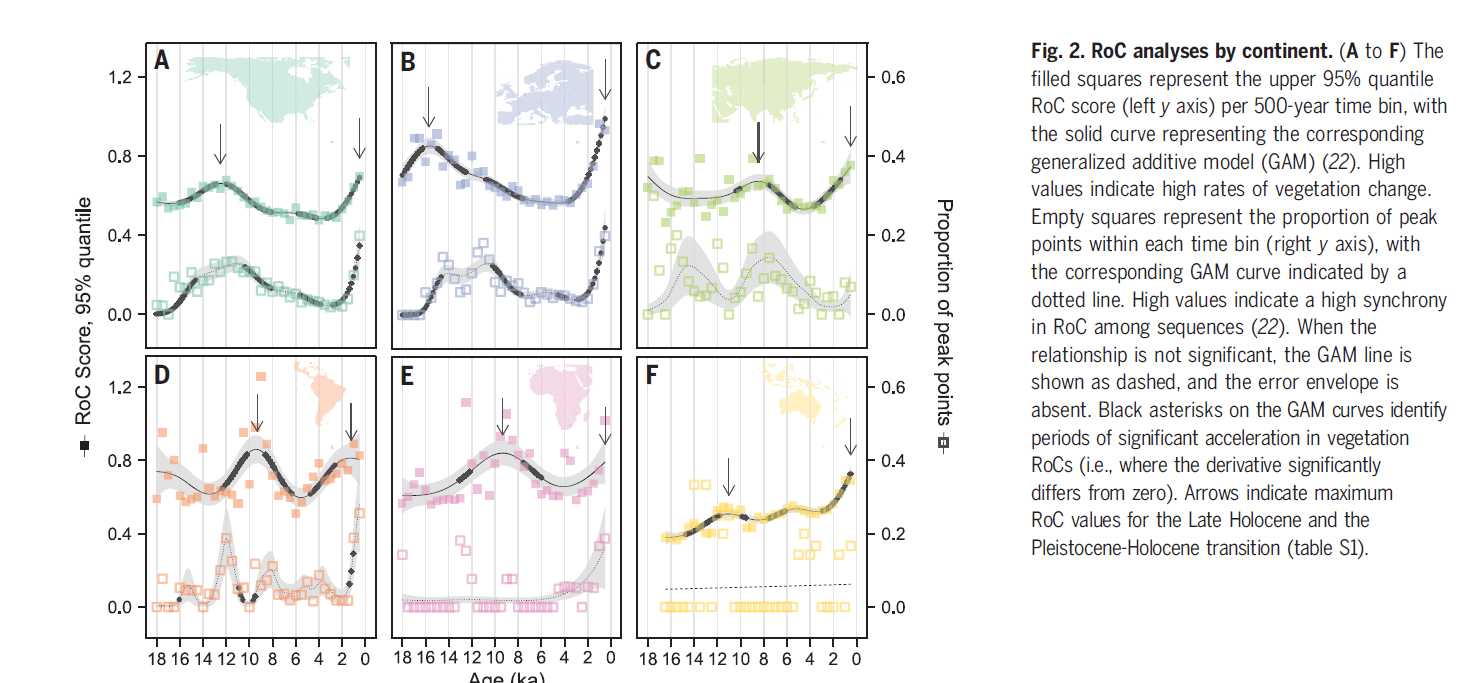 A
B
C
1.2
0.8
0.4
0.0
0.6
0.4
0.2
0.0
D
E
F
1.2
0.8
0.4
0.0
0.6
0.4
0.2
0.0
RoC Score, 95% quantile
Proportion of peak points
18 16 14 12 10 8 6 4 2 0
18 16 14 12 10 8 6 4 2 0
18 16 14 12 10 8 6 4 2 0
Age (ka)
Fig. 2. RoC analyses by continent. (A to F) The
filled squares represent the upper 95% quantile
RoC score (left y axis) per 500-year time bin, with
the solid curve representing the corresponding
generalized additive model (GAM) (22). High
values indicate high rates of vegetation change.
Empty squares represent the proportion of peak
points within each time bin (right y axis), with
the corresponding GAM curve indicated by a
dotted line. High values indicate a high synchrony
in RoC among sequences (22). When the
relationship is not significant, the GAM line is
shown as dashed, and the error envelope is
absent. Black asterisks on the GAM curves identify
periods of significant acceleration in vegetation
RoCs (i.e., where the derivative significantly
differs from zero). Arrows indicate maximum
RoC values for the Late Holocene and the
Pleistocene-Holocene transition (table S1).